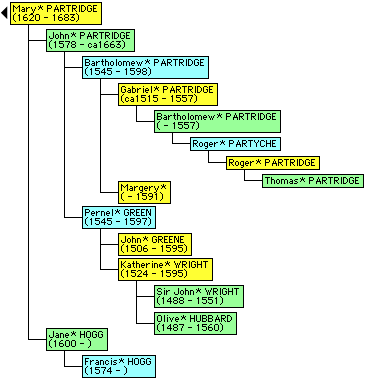 Mary* PARTRIDGE
(1620 - 1683)
John* PARTRIDGE
(1578 - ca1663)
Bartholomew* PARTRIDGE
(1545 - 1598)
Gabriel* PARTRIDGE
(ca1515 - 1557)
Bartholomew* PARTRIDGE
( - 1557)
Roger* PARTYCHE
Roger* PARTRIDGE
Thomas* PARTRIDGE
Margery*
( - 1591)
Pernel* GREEN
(1545 - 1597)
John* GREENE
(1506 - 1595)
Katherine* WRIGHT
(1524 - 1595)
Sir John* WRIGHT
(1488 - 1551)
Olive* HUBBARD
(1487 - 1560)
Jane* HOGG
(1600 - )
Francis* HOGG
(1574 - )